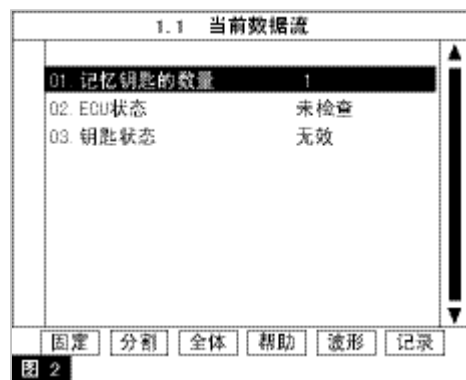 1.1 当前数据流
01. 记忆钥匙的数量 1
02. ECU状态 未检查
03. 钥匙状态 无效
固定 分割 全体 帮助 波形 记录
图 2